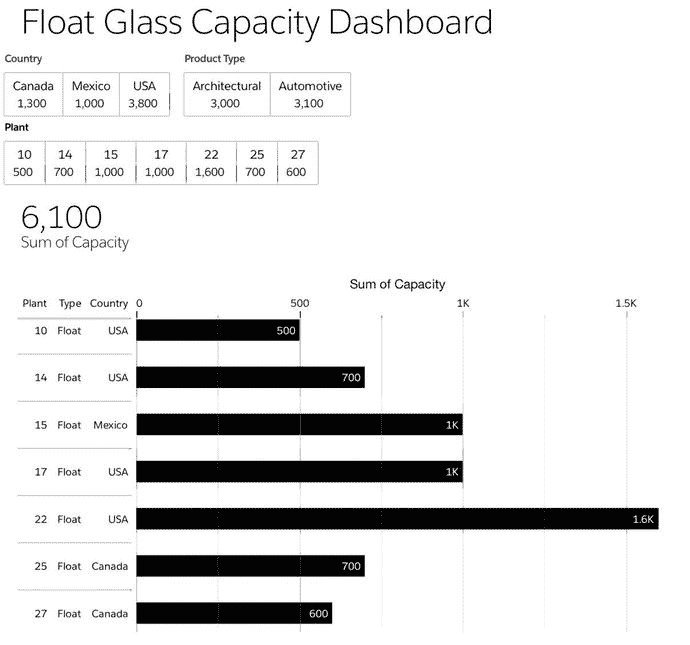 Float Glass Capacity Dashboard
Country Product Type
Canada Mexico USA Architectural Automotive
1,300 1,000 3,800 3,000 3,100
Plant
10 14 15 17 22 25 27
500 700 1,000 1,000 1,600 700 600
6,100
Sum of Capacity
Sum of Capacity
Plant Type Country 0 500 1K 1.5K
10 Float USA 500
14 Float USA 700
15 Float Mexico 1K
17 Float USA 1K
22 Float USA 1.6K
25 Float Canada 700
27 Float Canada 600